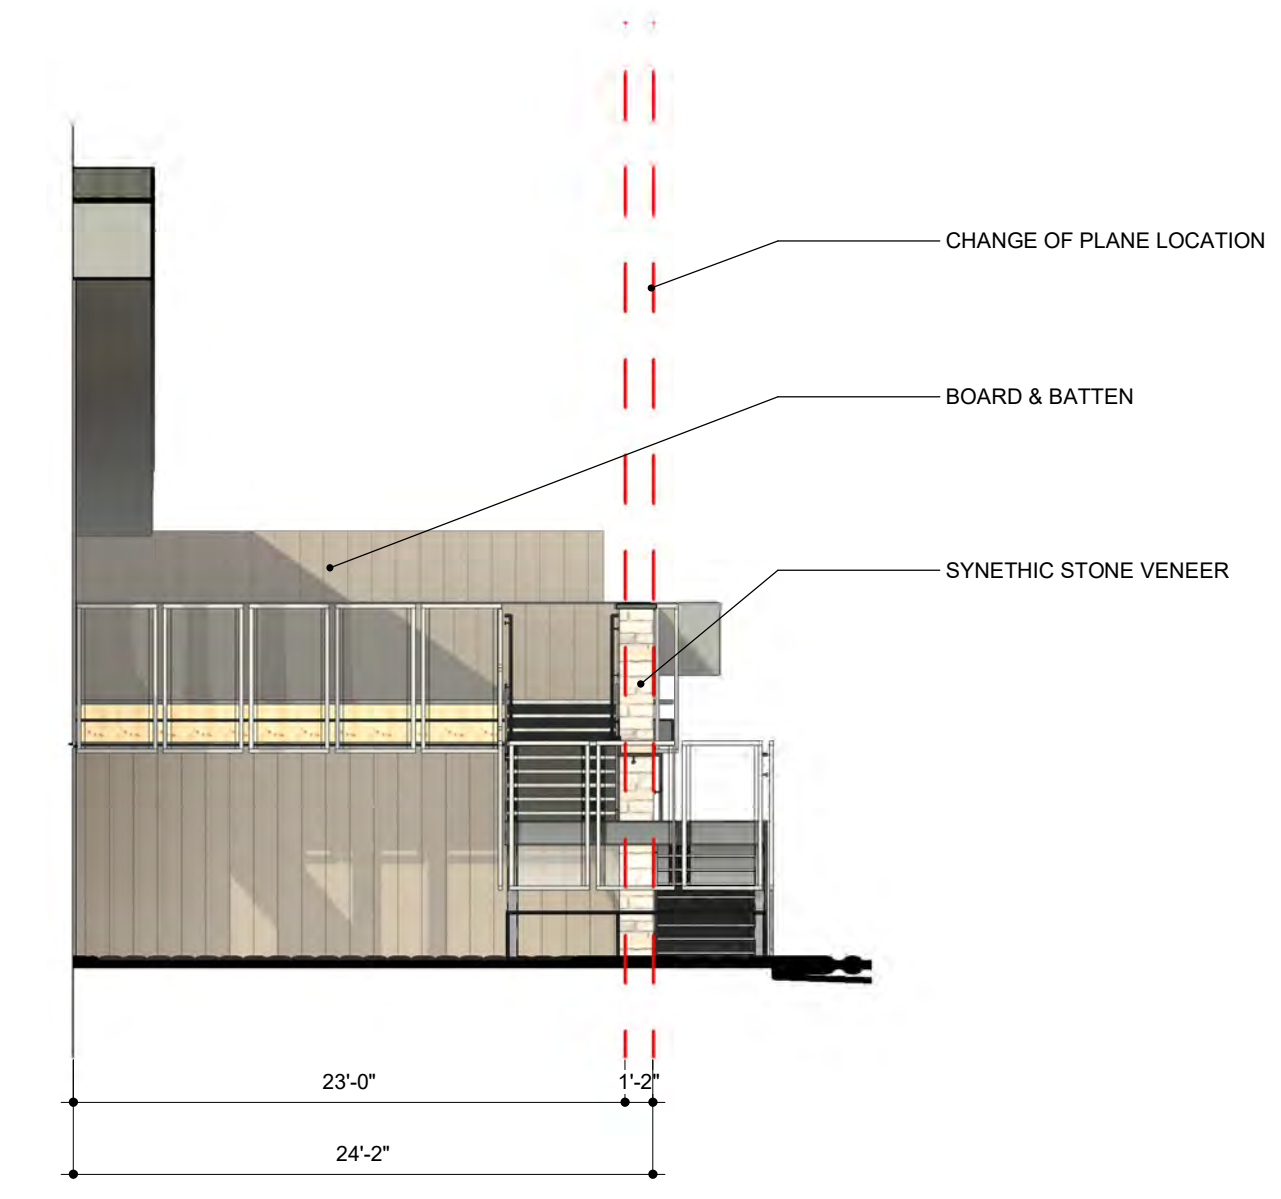 CHANGE OF PLANE LOCATION
BOARD & BATTEN
SYNETHIC STONE VENEER
23'-0"
1'-2"
24'-2"